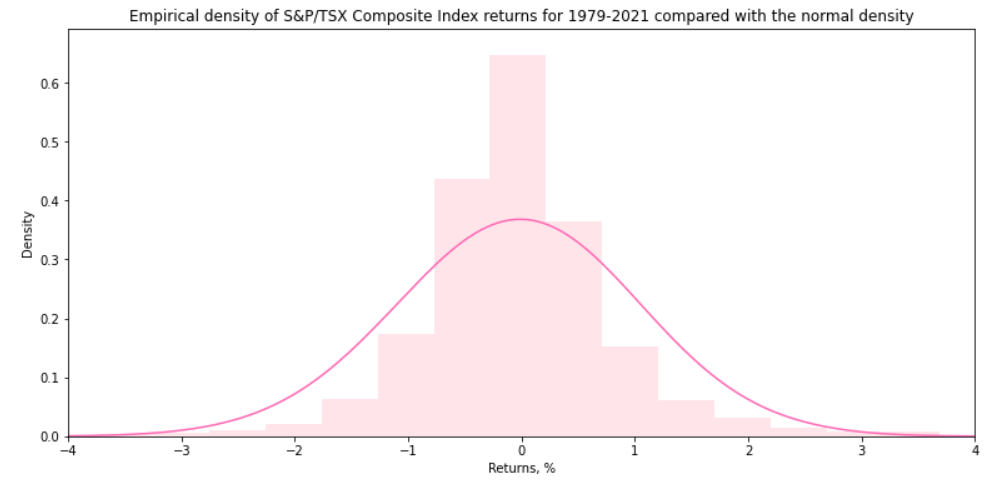 Empirical density of S&P/TSX Composite Index returns for 1979-2021 compared with the normal density
0.6
0.5
0.4
Density
0.3
0.2
0.1
0.0
−4 −3 −2 −1 0 1 2 3 4
Returns, %